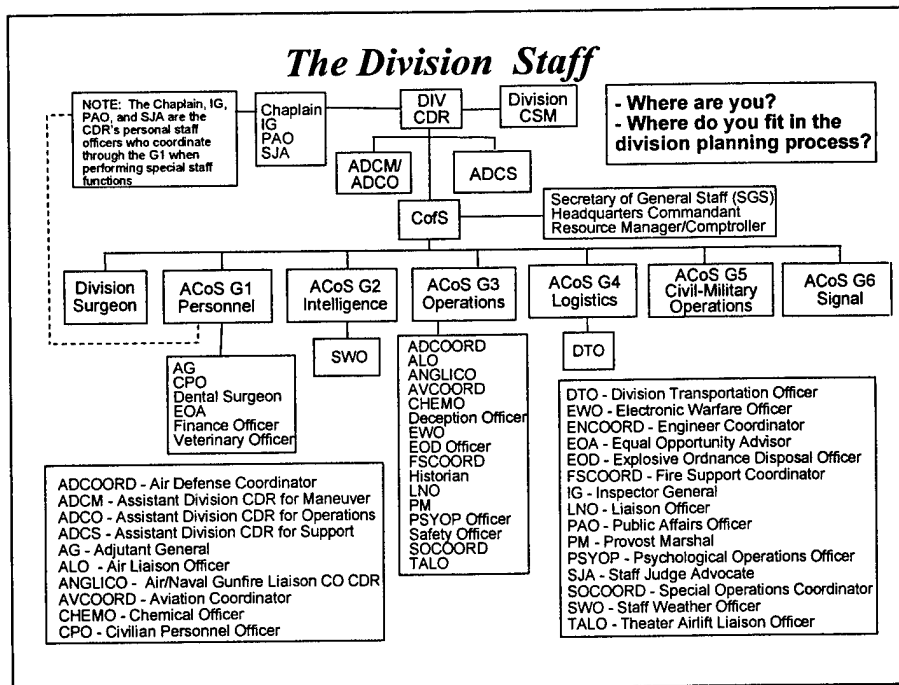 The Division Staff
NOTE: The Chaplain, IG,
PAO, and SJA are the
CDR's personal staff
officers who coordinate
through the G1 when
performing special staff
functions
Chaplain
IG
PAO
SJA
DIV
CDR
Division
CSM
- Where are you?
- Where do you fit in the
division planning process?
ADCM/
ADCO
ADCS
CofS
Secretary of General Staff (SGS)
Headquarters Commandant
Resource Manager/Comptroller
Division
Surgeon
ACoS G1
Personnel
ACoS G2
Intelligence
ACoS G3
Operations
ACoS G4
Logistics
ACoS G5
Civil-Military
Operations
ACoS G6
Signal
AG
CPO
Dental Surgeon
EOA
Finance Officer
Veterinary Officer
SWO
ADCOORD
ALO
ANGLICO
AVCOORD
CHEMO
Deception Officer
EWO
EOD Officer
FSCOORD
Historian
LNO
PM
PSYOP Officer
Safety Officer
SOCOORD
TALO
DTO
ADCOORD - Air Defense Coordinator
ADCM - Assistant Division CDR for Maneuver
ADCO - Assistant Division CDR for Operations
ADCS - Assistant Division CDR for Support
AG - Adjutant General
ALO - Air Liaison Officer
ANGLICO - Air/Naval Gunfire Liaison CO CDR
AVCOORD - Aviation Coordinator
CHEMO - Chemical Officer
CPO - Civilian Personnel Officer
DTO - Division Transportation Officer
EWO - Electronic Warfare Officer
ENCOORD - Engineer Coordinator
EOA - Equal Opportunity Advisor
EOD - Explosive Ordnance Disposal Officer
FSCOORD - Fire Support Coordinator
IG - Inspector General
LNO - Liaison Officer
PAO - Public Affairs Officer
PM - Provost Marshal
PSYOP - Psychological Operations Officer
SJA - Staff Judge Advocate
SOCOORD - Special Operations Coordinator
SWO - Staff Weather Officer
TALO - Theater Airlift Liaison Officer